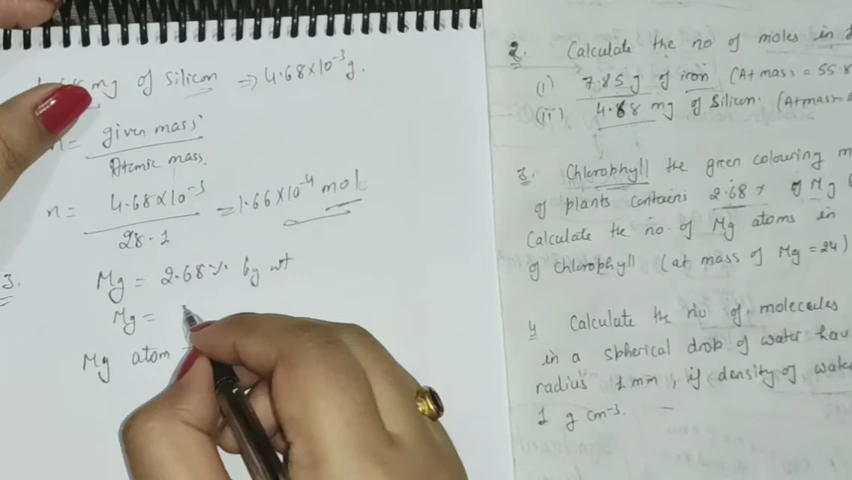 mg of silicon => 4.68×10⁻³g.
n = given mass / Atomic mass.
n = 4.68×10⁻³ / 28.1 = 1.66×10⁻⁴ mol
3. Mg = 2.68 % by wt
Mg =
Mg atom
2. Calculate the no of moles in
(i) 7.85 g of iron (At mass = 55.8
(ii) 4.68 mg of Silicon. (At mass=
3. Chlorophyll the green colouring m
of plants contains 2.68 % of Mg
Calculate the no. of Mg atoms in
of chlorophyll (at mass of Mg = 24)
4 Calculate the no of molecules
in a spherical drop of water hav
radius 1 mm, if density of wate
1 g cm⁻³.